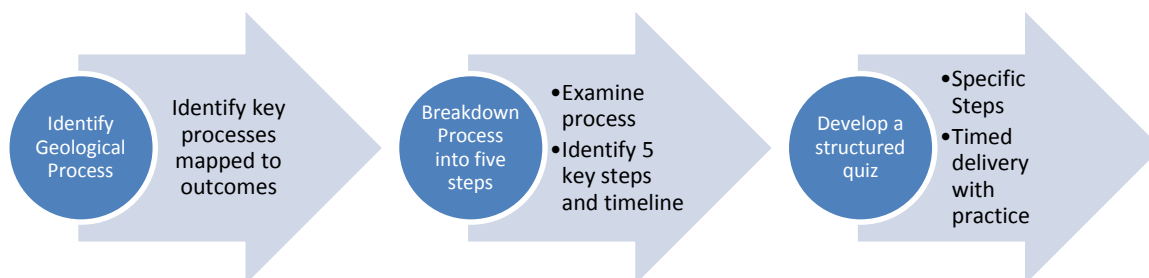 Identify
Geological
Process
Identify key
processes
mapped to
outcomes
Breakdown
Process
into five
steps
•Examine
process
•Identify 5
key steps
and timeline
Develop a
structured
quiz
•Specific
Steps
•Timed
delivery
with
practice